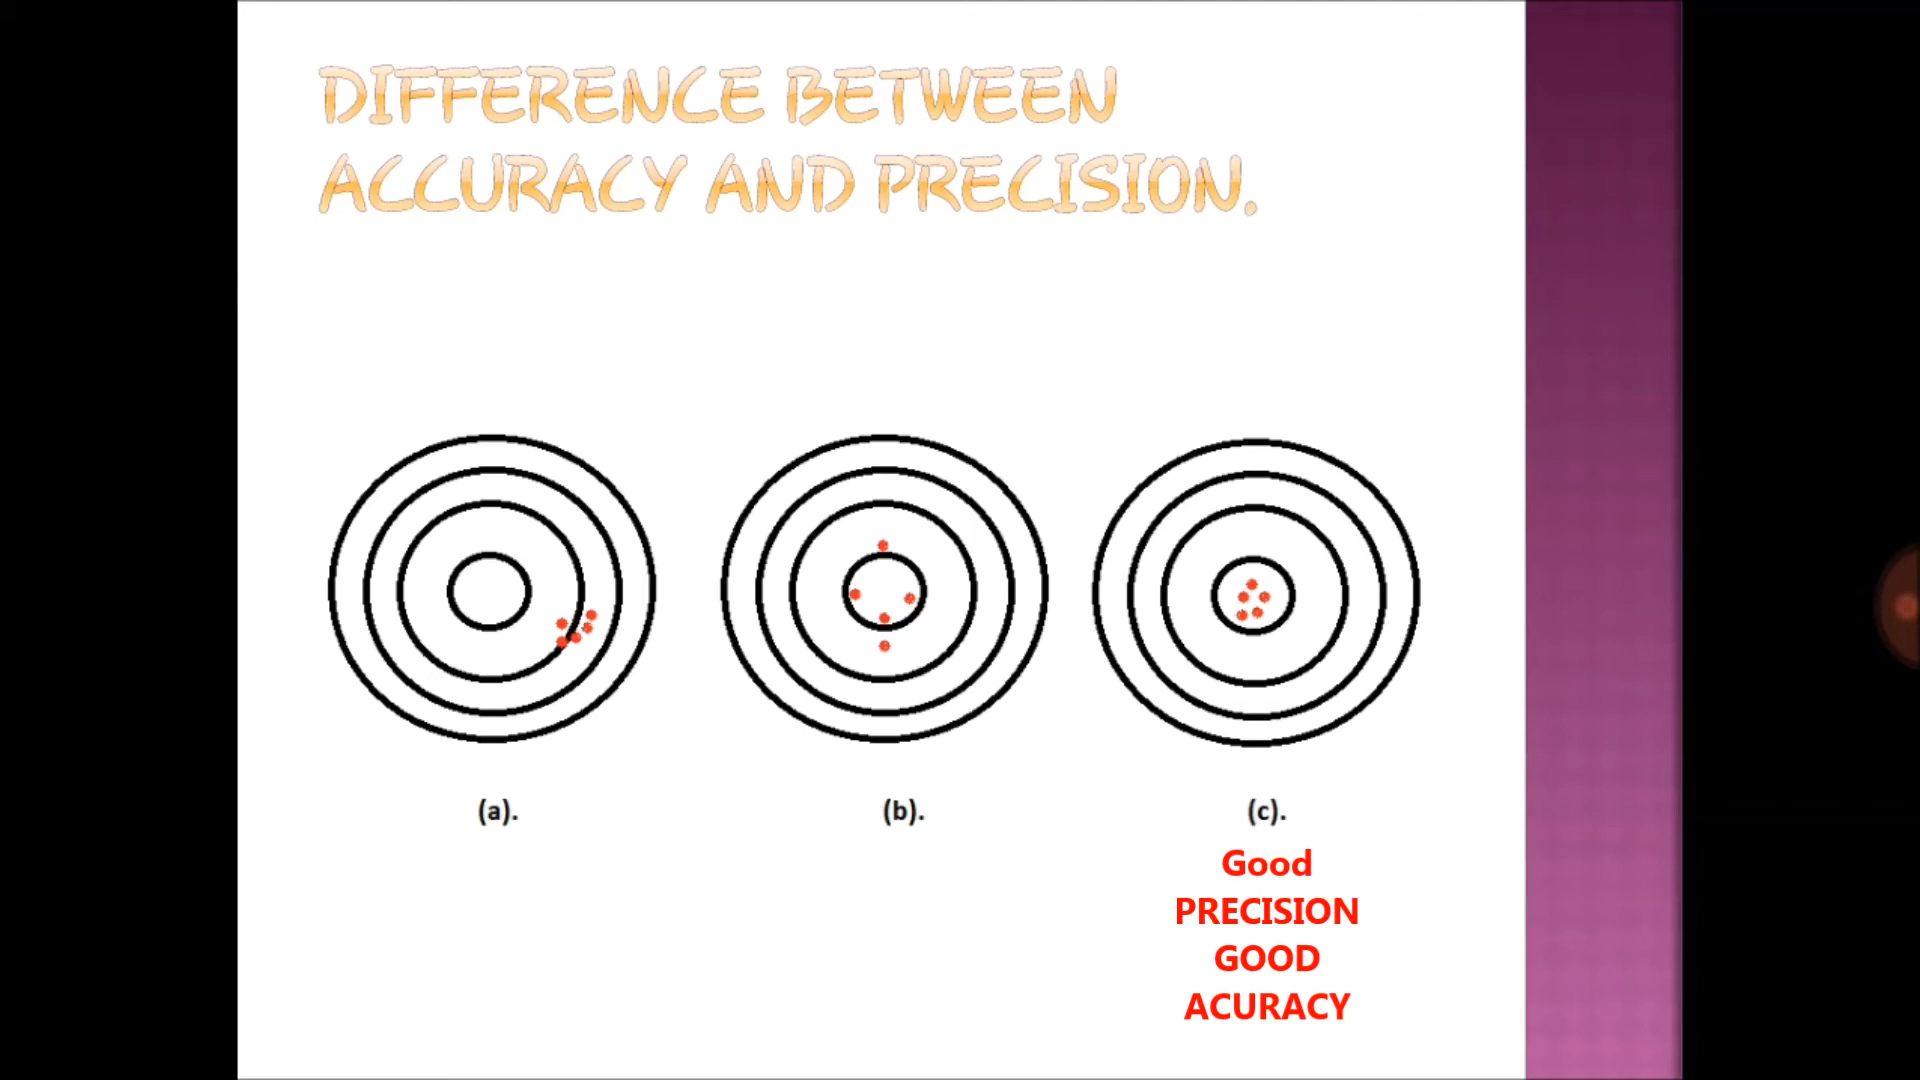 DIFFERENCE BETWEEN
ACCURACY AND PRECISION.
(a). (b). (c).
Good
PRECISION
GOOD
ACURACY